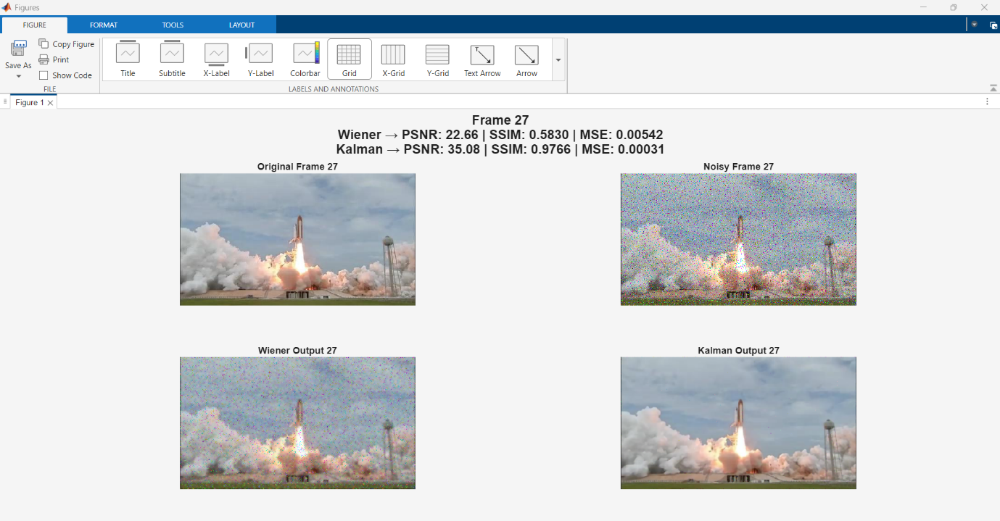 Figures
FIGURE FORMAT TOOLS LAYOUT
Save As
Copy Figure
Print
Show Code
FILE
Title Subtitle X-Label Y-Label Colorbar Grid X-Grid Y-Grid Text Arrow Arrow
LABELS AND ANNOTATIONS
Figure 1
Frame 27
Wiener → PSNR: 22.66 | SSIM: 0.5830 | MSE: 0.00542
Kalman → PSNR: 35.08 | SSIM: 0.9766 | MSE: 0.00031
Original Frame 27
Noisy Frame 27
Wiener Output 27
Kalman Output 27